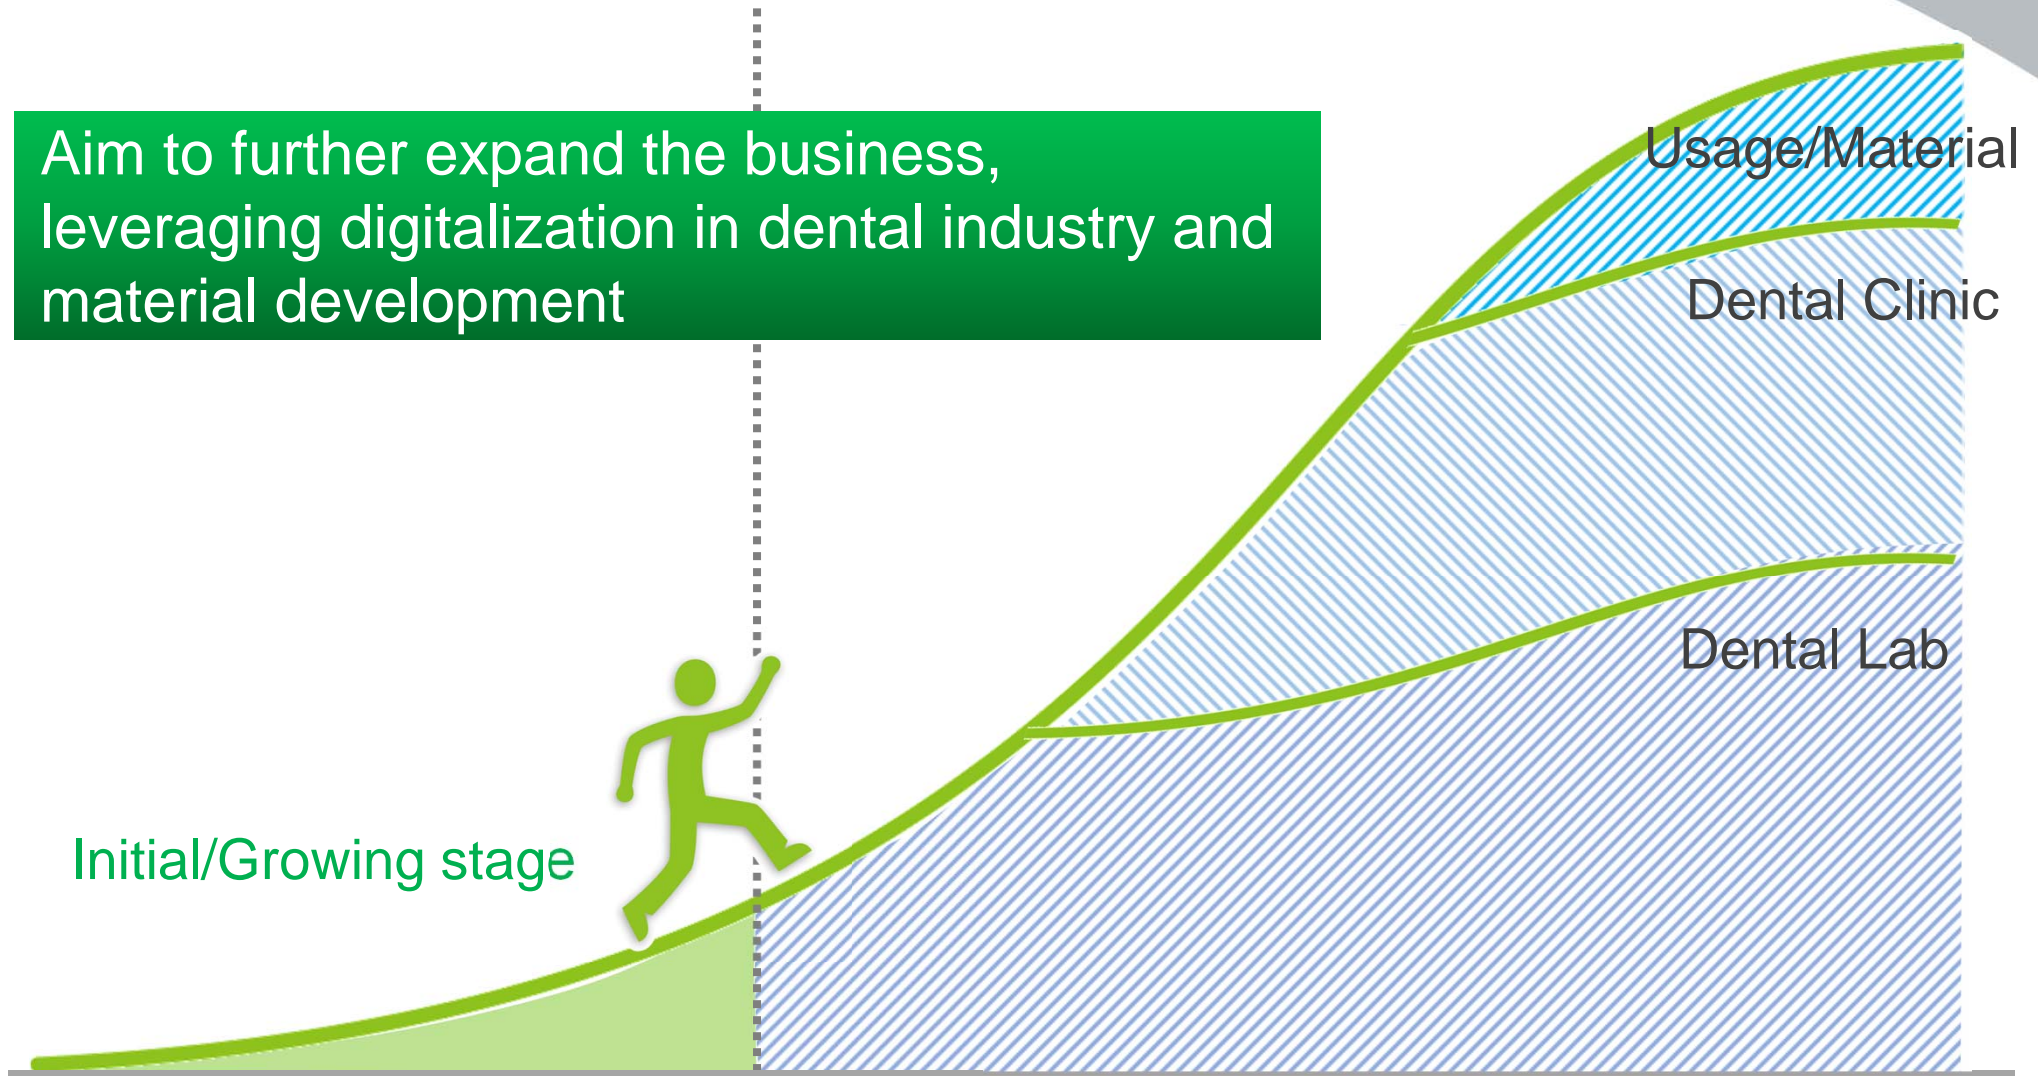 Aim to further expand the business,
leveraging digitalization in dental industry and
material development
Usage/Material
Dental Clinic
Dental Lab
Initial/Growing stage